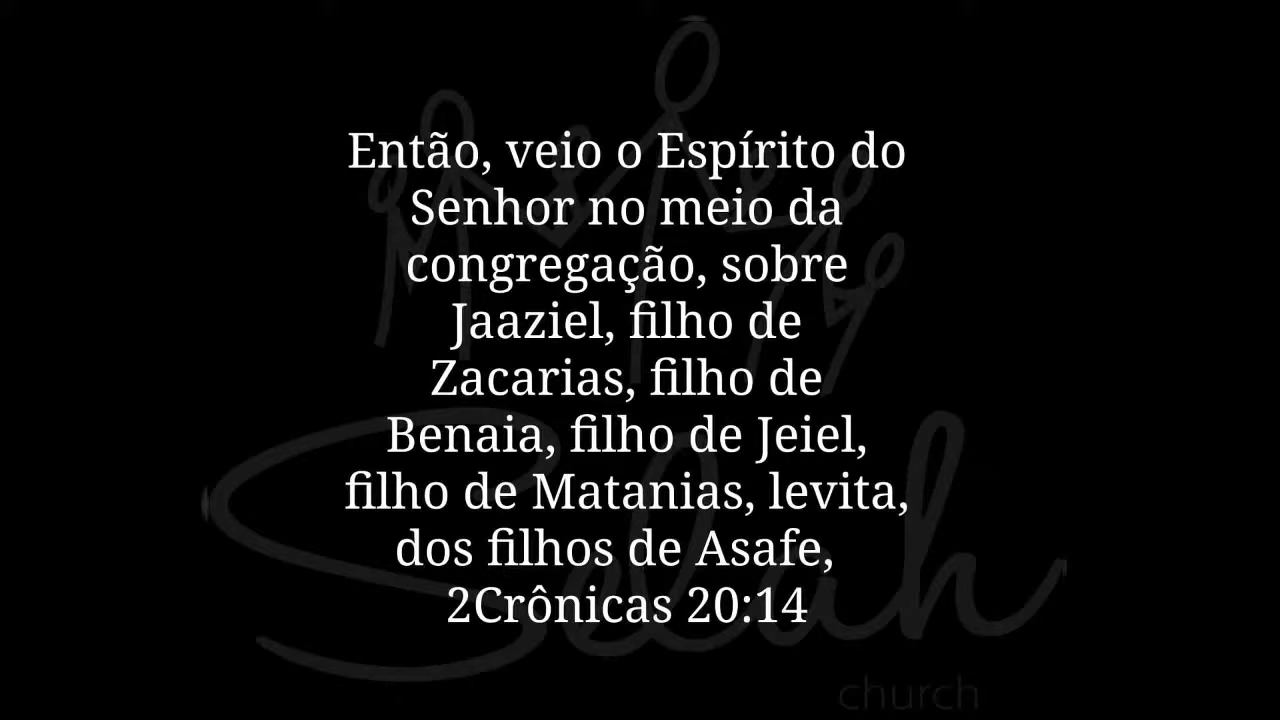 Então, veio o Espírito do
Senhor no meio da
congregação, sobre
Jaaziel, filho de
Zacarias, filho de
Benaia, filho de Jeiel,
filho de Matanias, levita,
dos filhos de Asafe,
2Crônicas 20:14
Selah
church